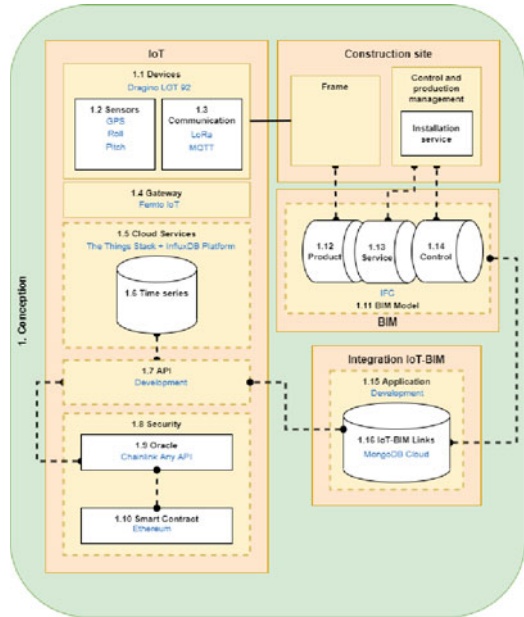 1. Conception
IoT
1.1 Devices
Dragino LOT 92
1.2 Sensors
GPS
Roll
Pitch
1.3
Communication
LoRa
MQTT
1.4 Gateway
Femto IoT
1.5 Cloud Services
The Things Stack + InfluxDB Platform
1.6 Time series
1.7 API
Development
1.8 Security
1.9 Oracle
Chainlink Any API
1.10 Smart Contract
Ethereum
Construction site
Frame
Control and
production
management
Installation
service
1.12
Product
1.13
Service
1.14
Control
IFC
1.11 BIM Model
BIM
Integration IoT-BIM
1.15 Application
Development
1.16 IoT-BIM Links
MongoDB Cloud